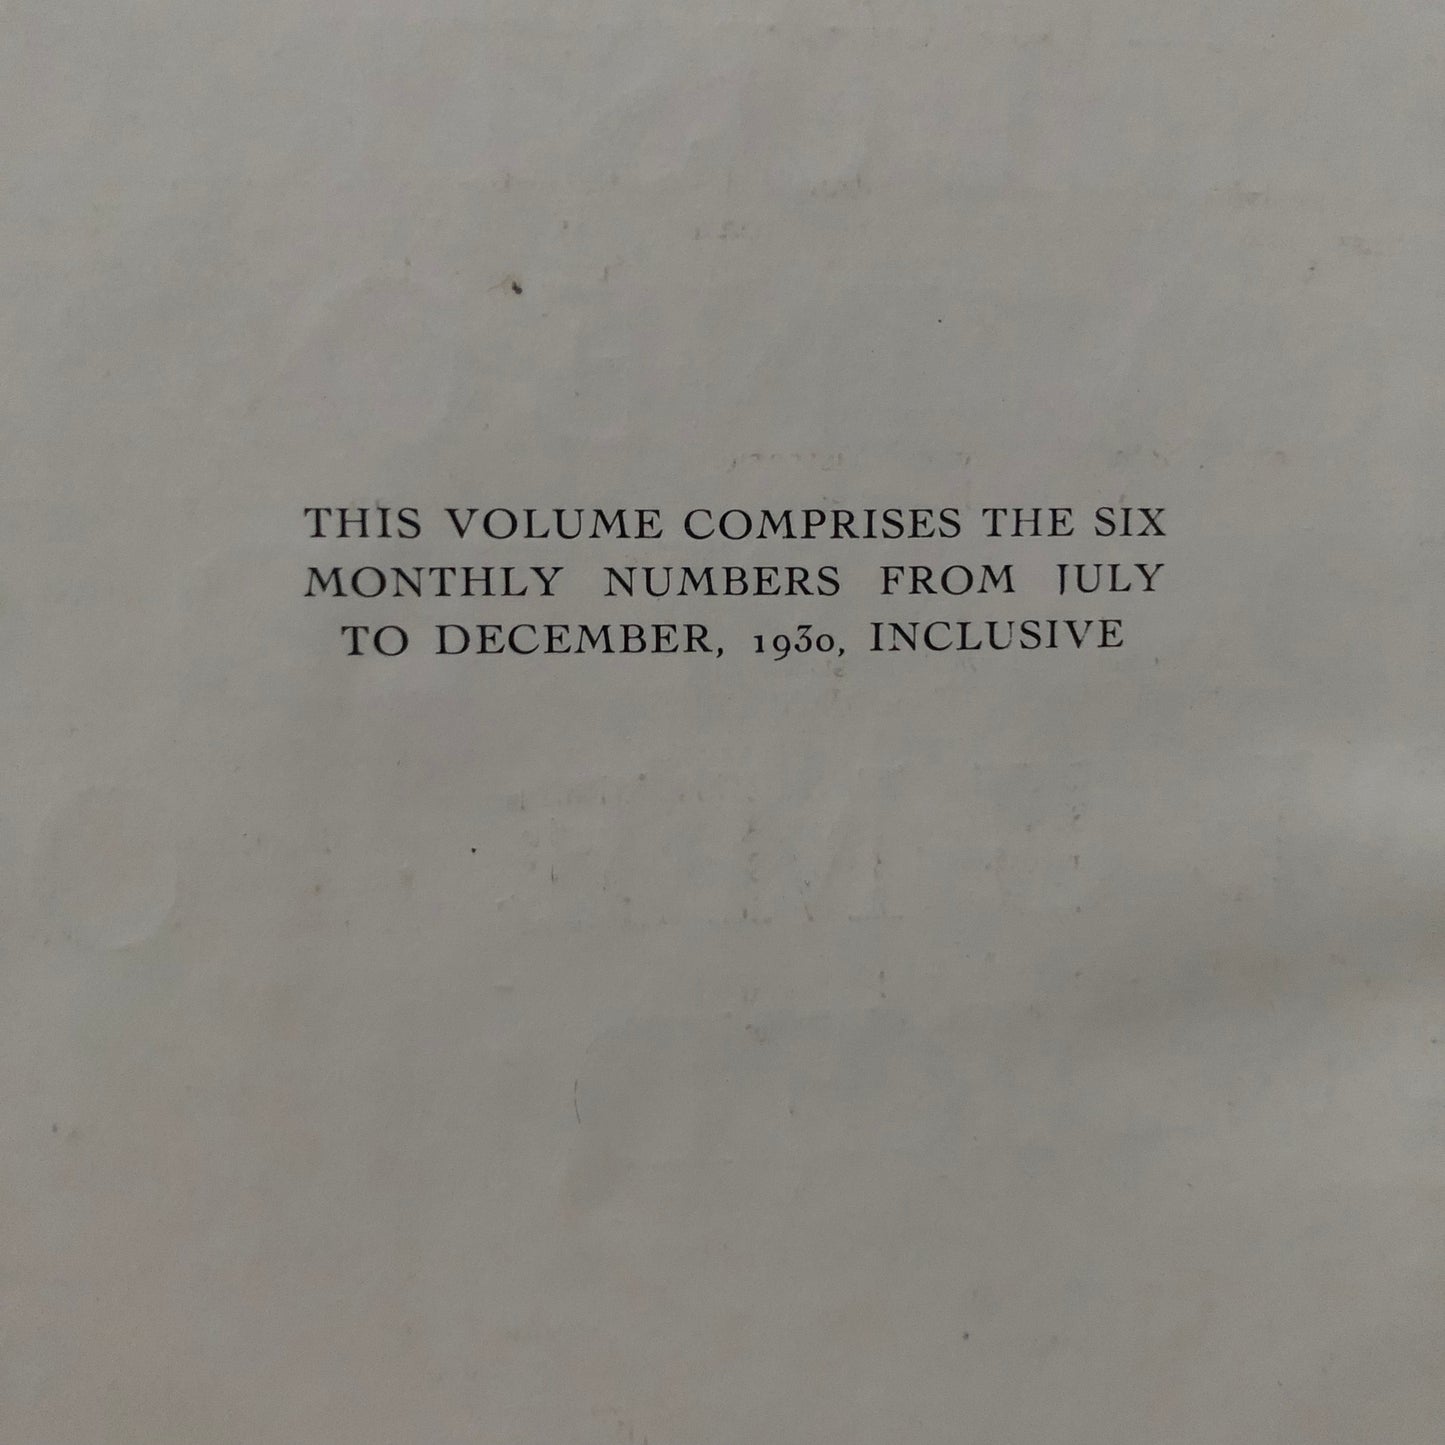 THIS VOLUME COMPRISES THE SIX
MONTHLY NUMBERS FROM JULY
TO DECEMBER, 1930, INCLUSIVE